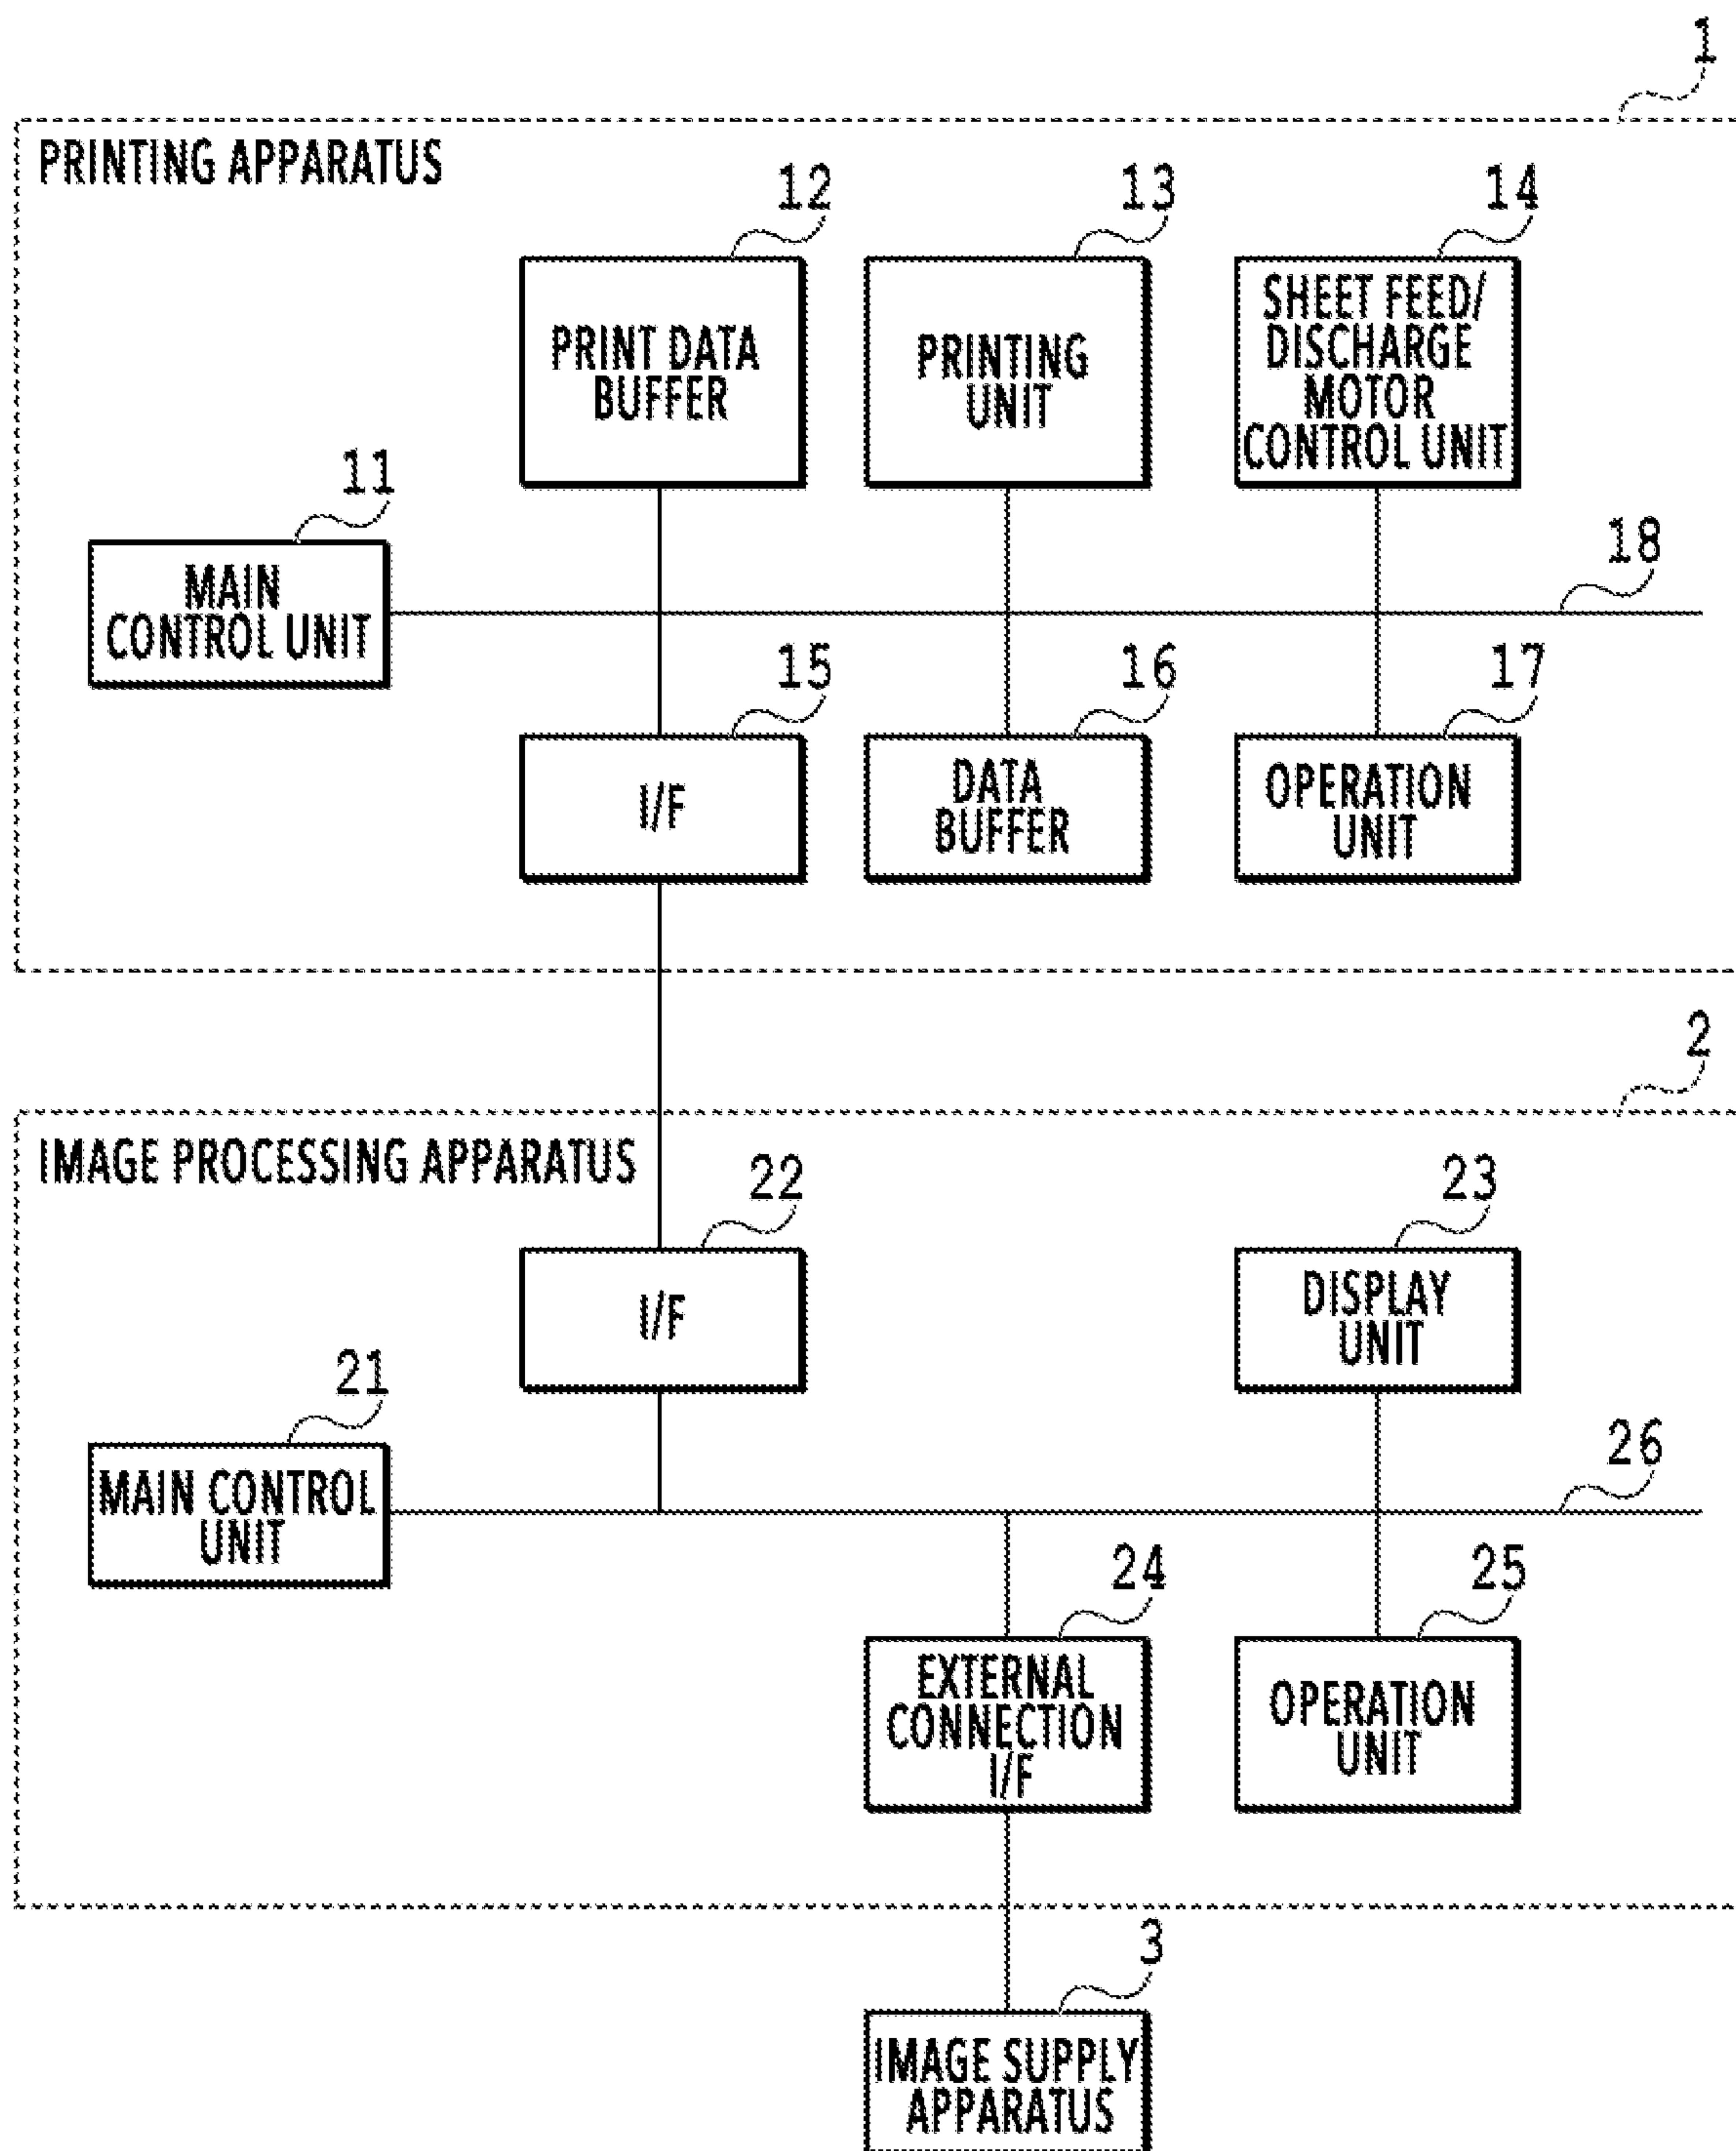 1
PRINTING APPARATUS
12
13
14
PRINT DATA
BUFFER
PRINTING
UNIT
SHEET FEED/
DISCHARGE
MOTOR
CONTROL UNIT
11
MAIN
CONTROL UNIT
18
15
16
17
I/F
DATA
BUFFER
OPERATION
UNIT
2
IMAGE PROCESSING APPARATUS
22
23
I/F
DISPLAY
UNIT
21
MAIN CONTROL
UNIT
26
24
25
EXTERNAL
CONNECTION
I/F
OPERATION
UNIT
3
IMAGE SUPPLY
APPARATUS